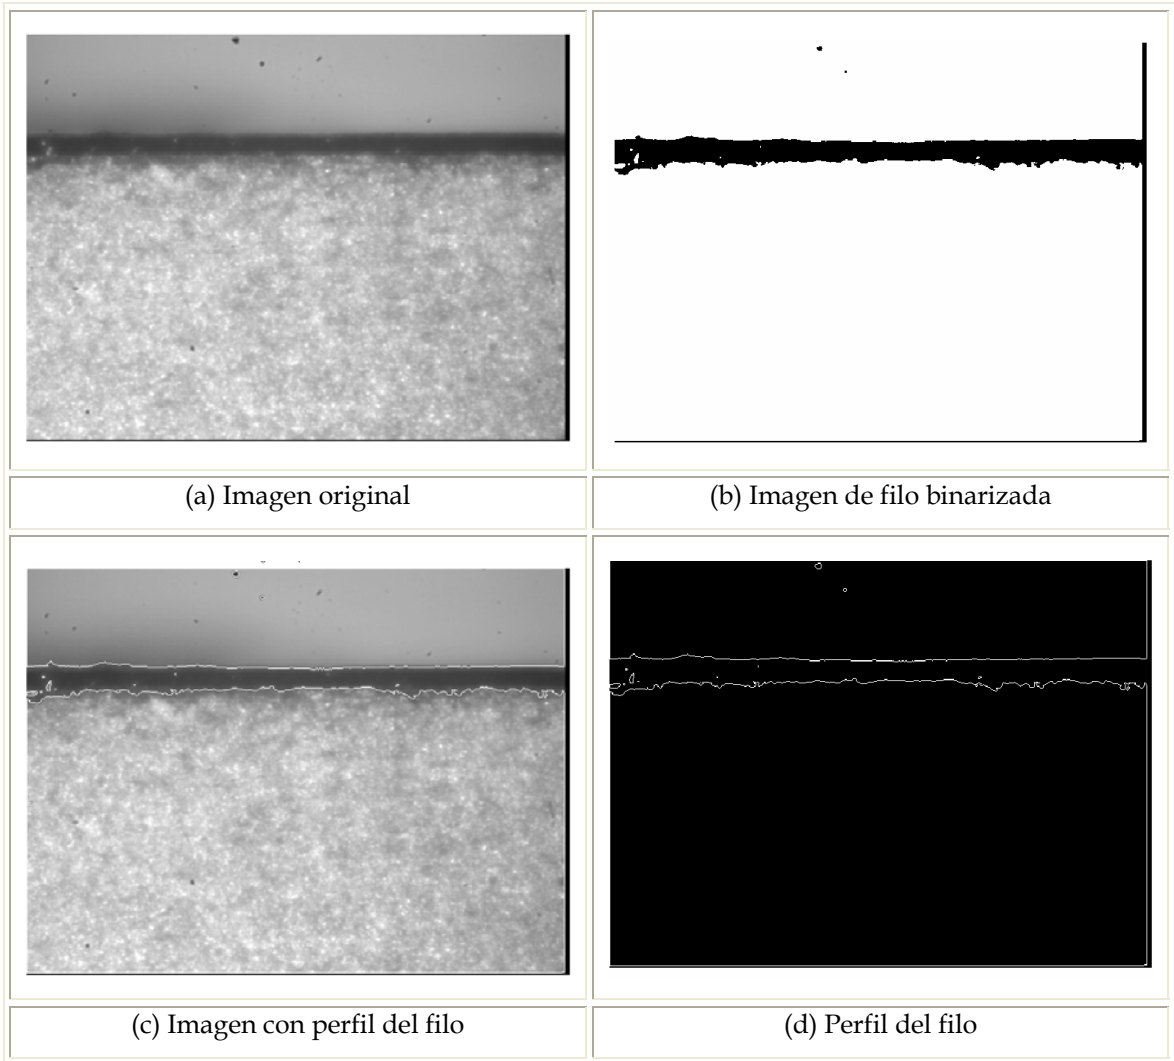 (a) Imagen original
(b) Imagen de filo binarizada
(c) Imagen con perfil del filo
(d) Perfil del filo